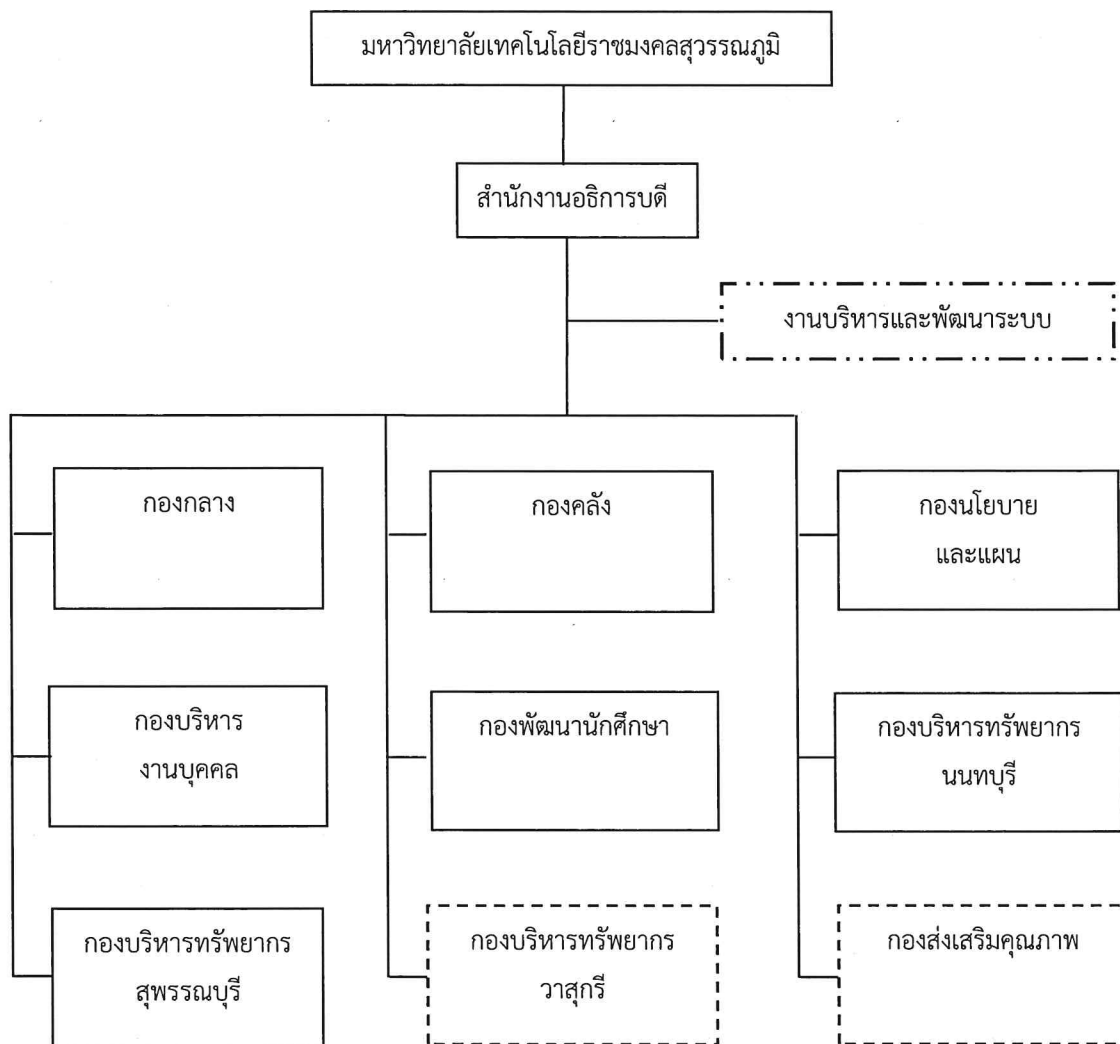 มหาวิทยาลัยเทคโนโลยีราชมงคลสุวรรณภูมิ
สำนักงานอธิการบดี
งานบริหารและพัฒนาระบบ
กองกลาง
กองคลัง
กองนโยบาย
และแผน
กองบริหาร
งานบุคคล
กองพัฒนานักศึกษา
กองบริหารทรัพยากร
นนทบุรี
กองบริหารทรัพยากร
สุพรรณบุรี
กองบริหารทรัพยากร
วาสุกรี
กองส่งเสริมคุณภาพ